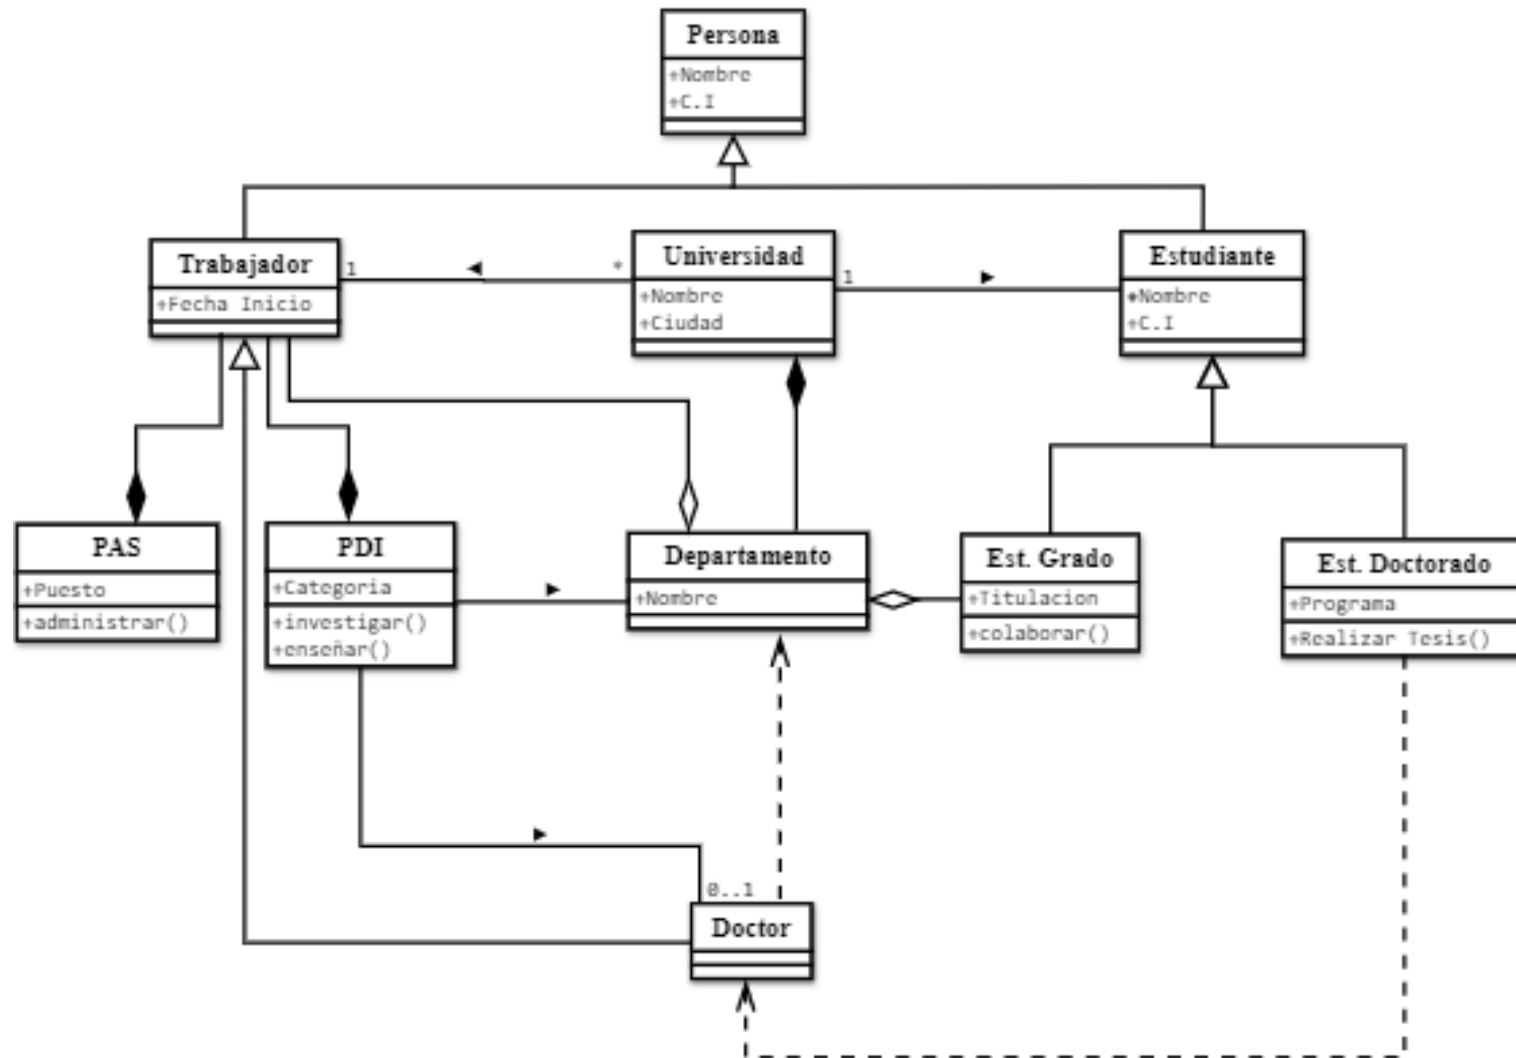 Persona
+Nombre
+C.I
Trabajador
+Fecha Inicio
1
*
Universidad
+Nombre
+Ciudad
1
Estudiante
+Nombre
+C.I
PAS
+Puesto
+administrar()
PDI
+Categoria
+investigar()
+enseñar()
Departamento
+Nombre
Est. Grado
+Titulacion
+colaborar()
Est. Doctorado
+Programa
+Realizar Tesis()
0..1
Doctor